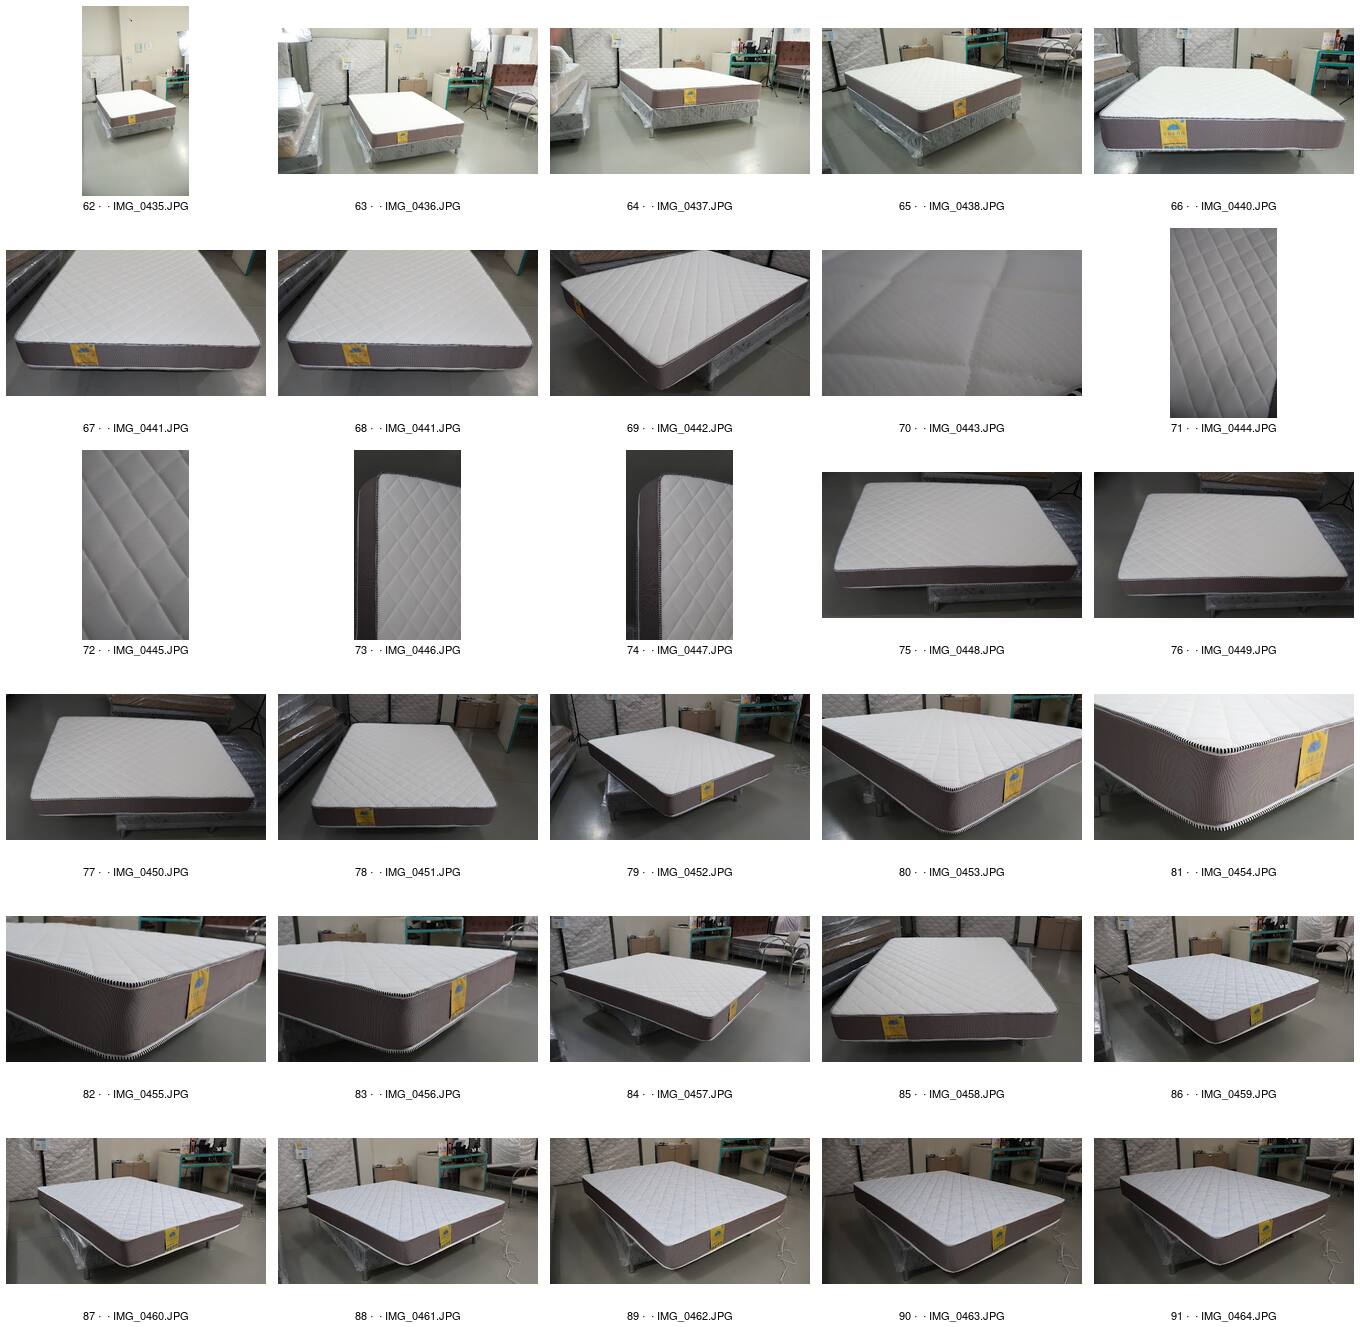 62 · · IMG_0435.JPG
63 · · IMG_0436.JPG
64 · · IMG_0437.JPG
65 · · IMG_0438.JPG
66 · · IMG_0440.JPG
67 · · IMG_0441.JPG
68 · · IMG_0441.JPG
69 · · IMG_0442.JPG
70 · · IMG_0443.JPG
71 · · IMG_0444.JPG
72 · · IMG_0445.JPG
73 · · IMG_0446.JPG
74 · · IMG_0447.JPG
75 · · IMG_0448.JPG
76 · · IMG_0449.JPG
77 · · IMG_0450.JPG
78 · · IMG_0451.JPG
79 · · IMG_0452.JPG
80 · · IMG_0453.JPG
81 · · IMG_0454.JPG
82 · · IMG_0455.JPG
83 · · IMG_0456.JPG
84 · · IMG_0457.JPG
85 · · IMG_0458.JPG
86 · · IMG_0459.JPG
87 · · IMG_0460.JPG
88 · · IMG_0461.JPG
89 · · IMG_0462.JPG
90 · · IMG_0463.JPG
91 · · IMG_0464.JPG